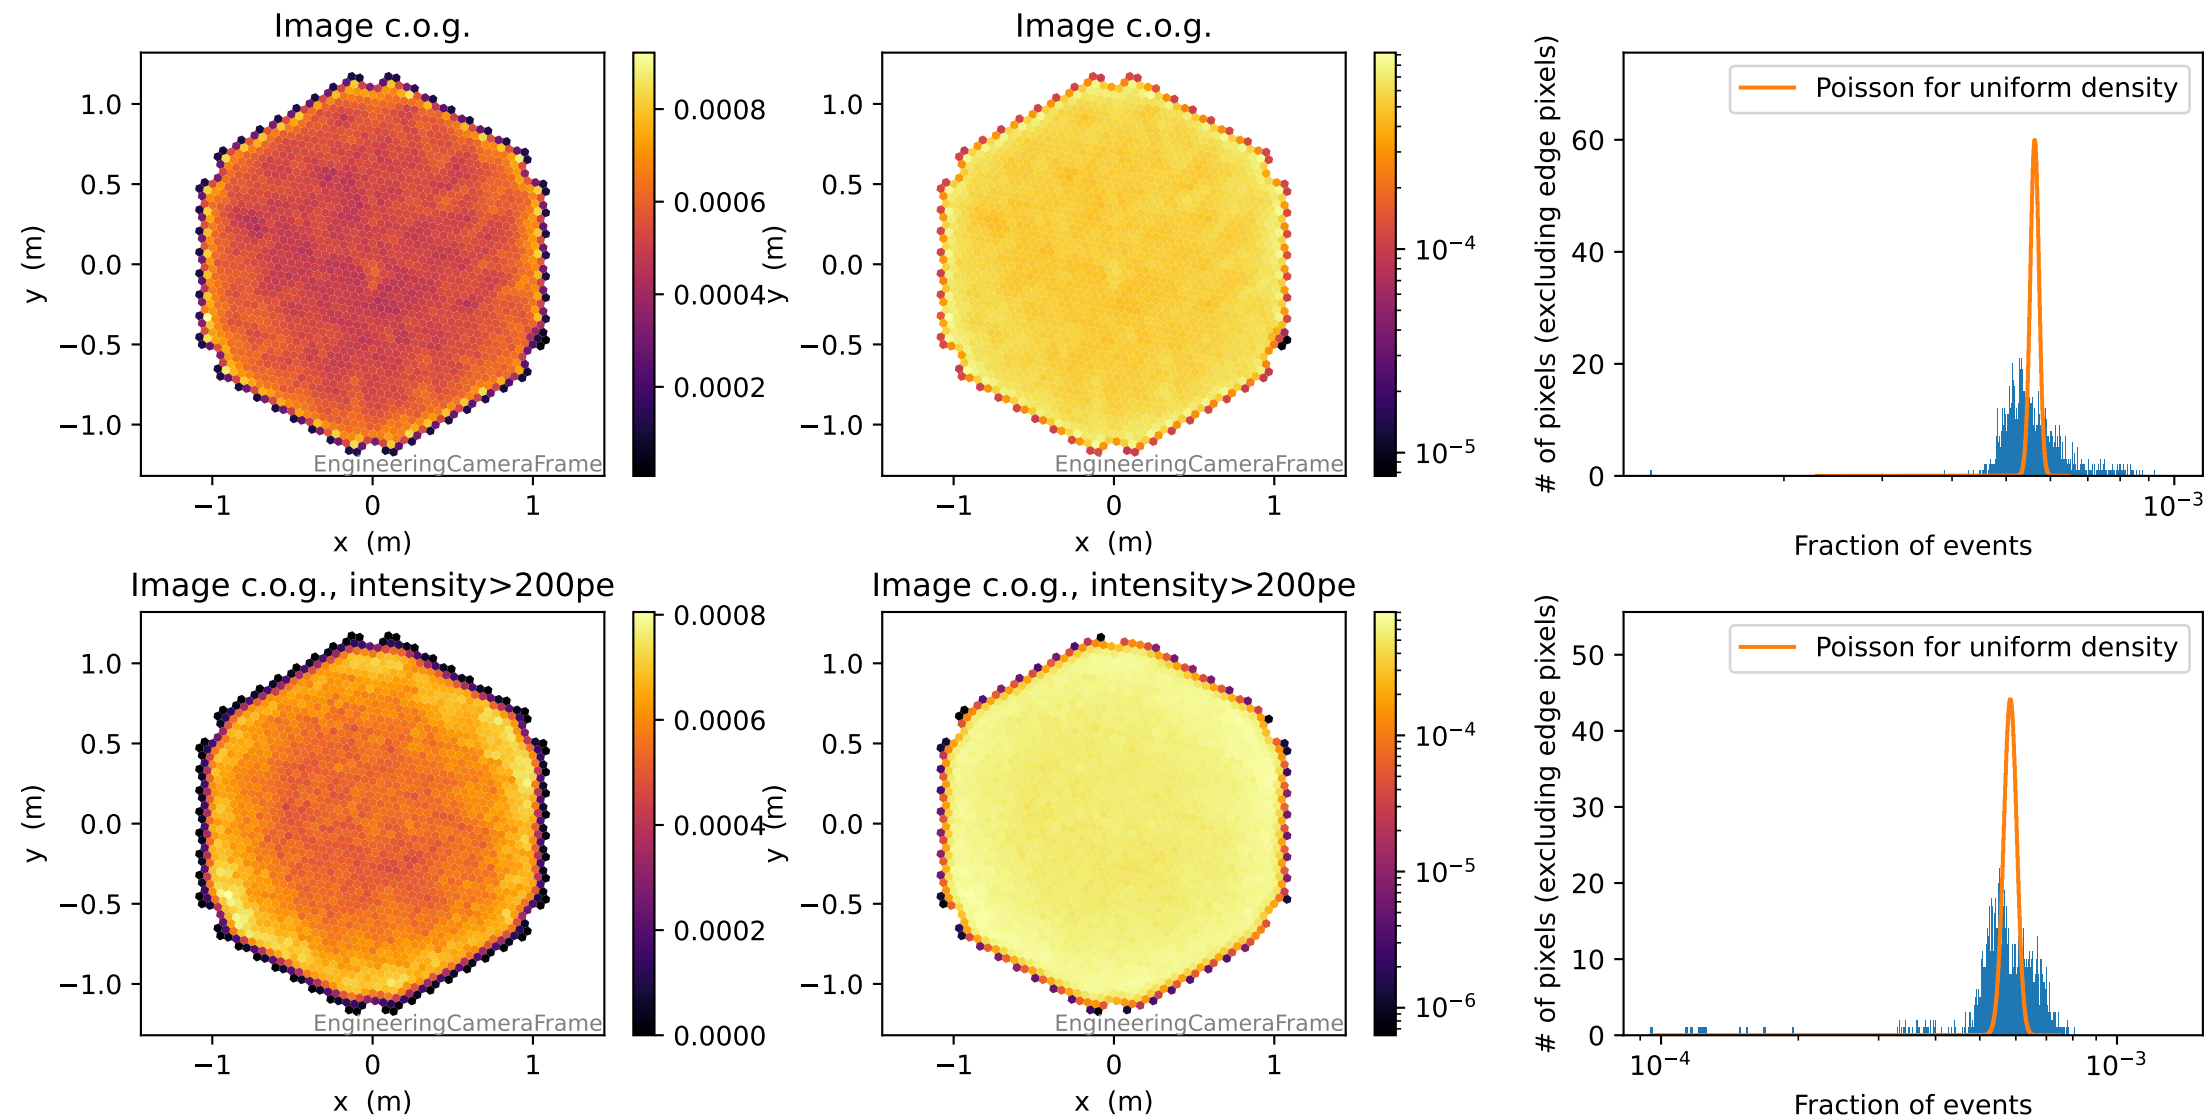 Image c.o.g.
1.0
0.5
0.0
−0.5
−1.0
y (m)
−1
0
1
x (m)
EngineeringCameraFrame
0.0008
0.0006
0.0004
0.0002
Image c.o.g.
1.0
0.5
0.0
−0.5
−1.0
y (m)
−1
0
1
x (m)
EngineeringCameraFrame
10⁻⁴
10⁻⁵
# of pixels (excluding edge pixels)
60
40
20
0
Poisson for uniform density
10⁻³
Fraction of events
Image c.o.g., intensity>200pe
1.0
0.5
0.0
−0.5
−1.0
y (m)
−1
0
1
x (m)
EngineeringCameraFrame
0.0008
0.0006
0.0004
0.0002
0.0000
Image c.o.g., intensity>200pe
1.0
0.5
0.0
−0.5
−1.0
y (m)
−1
0
1
x (m)
EngineeringCameraFrame
10⁻⁴
10⁻⁵
10⁻⁶
# of pixels (excluding edge pixels)
50
40
30
20
10
0
Poisson for uniform density
10⁻⁴
10⁻³
Fraction of events